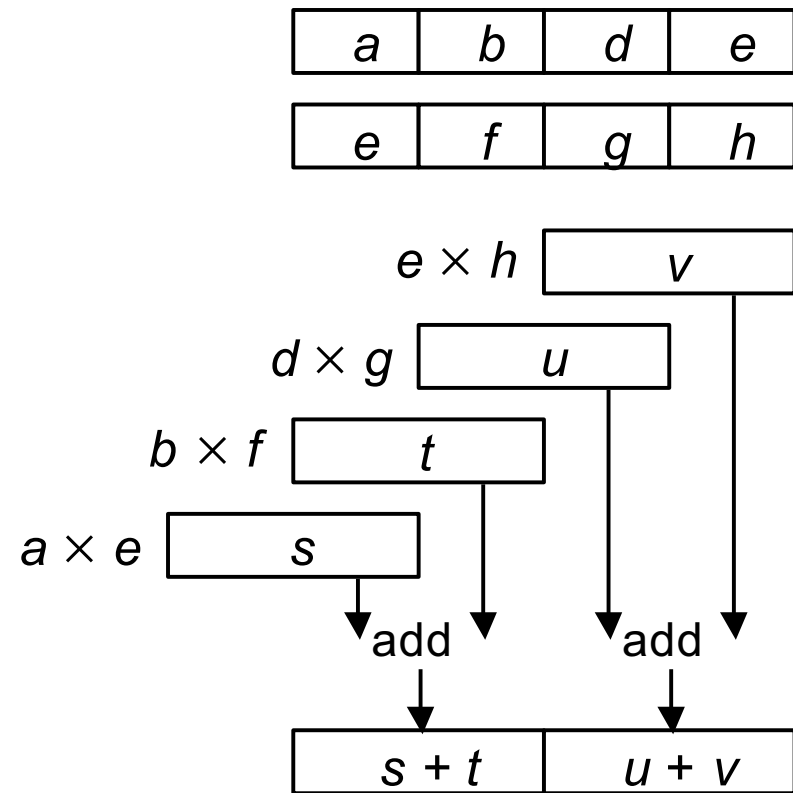 a b d e
e f g h
e × h v
d × g u
b × f t
a × e s
add add
s + t u + v